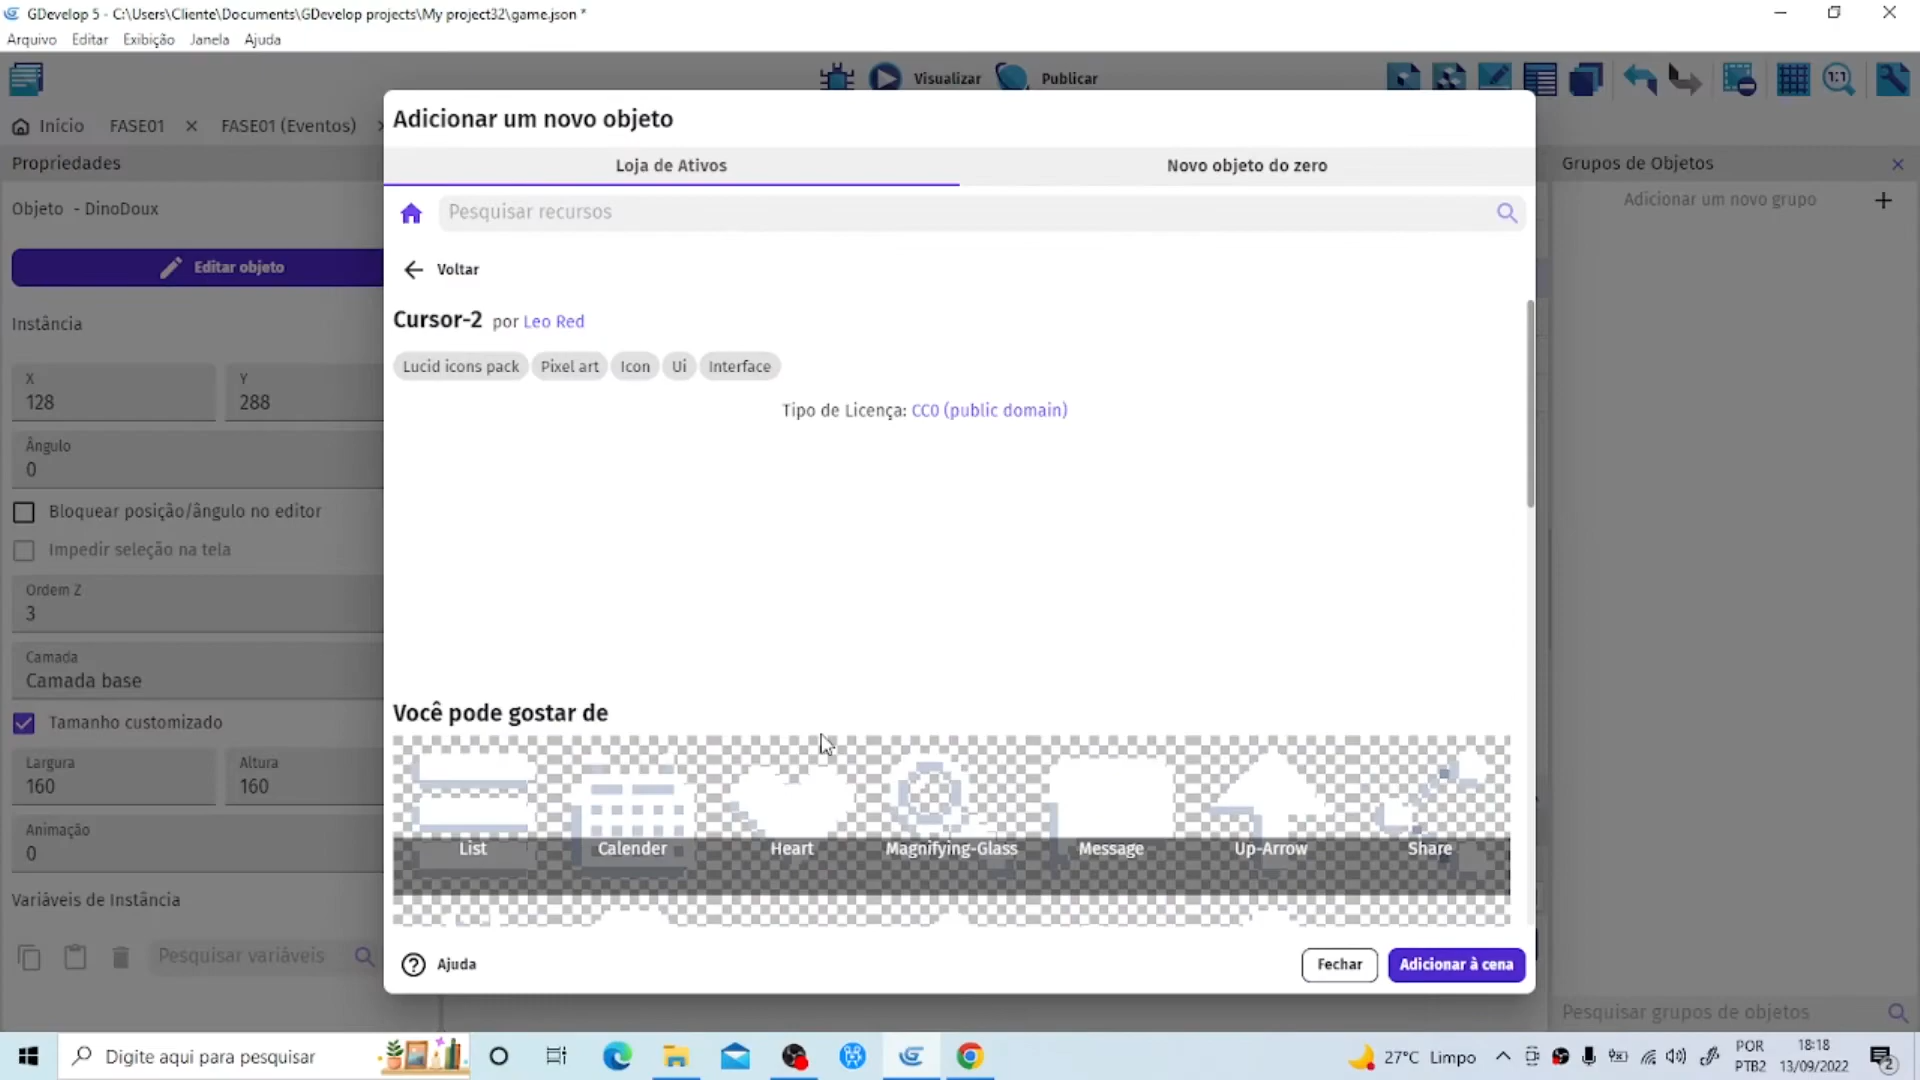 GDevelop 5 - C:\Users\Cliente\Documents\GDevelop projects\My project32\game.json *
Arquivo Editar Exibição Janela Ajuda
Visualizar Publicar
1:1
Início FASE01 FASE01 (Eventos)
Propriedades
Objeto - DinoDoux
Editar objeto
Instância
X
128
Y
288
Ângulo
0
Bloquear posição/ângulo no editor
Impedir seleção na tela
Ordem Z
3
Camada
Camada base
Tamanho customizado
Largura
160
Altura
160
Animação
0
Variáveis de Instância
Pesquisar variáveis
Adicionar um novo objeto
Loja de Ativos Novo objeto do zero
Pesquisar recursos
Voltar
Cursor-2 por Leo Red
Lucid icons pack Pixel art Icon Ui Interface
Tipo de Licença: CC0 (public domain)
Você pode gostar de
List Calender Heart Magnifying-Glass Message Up-Arrow Share
Ajuda
Fechar Adicionar à cena
Grupos de Objetos
Adicionar um novo grupo
Pesquisar grupos de objetos
Digite aqui para pesquisar
27°C Limpo
POR
PTB2
18:18
13/09/2022
2